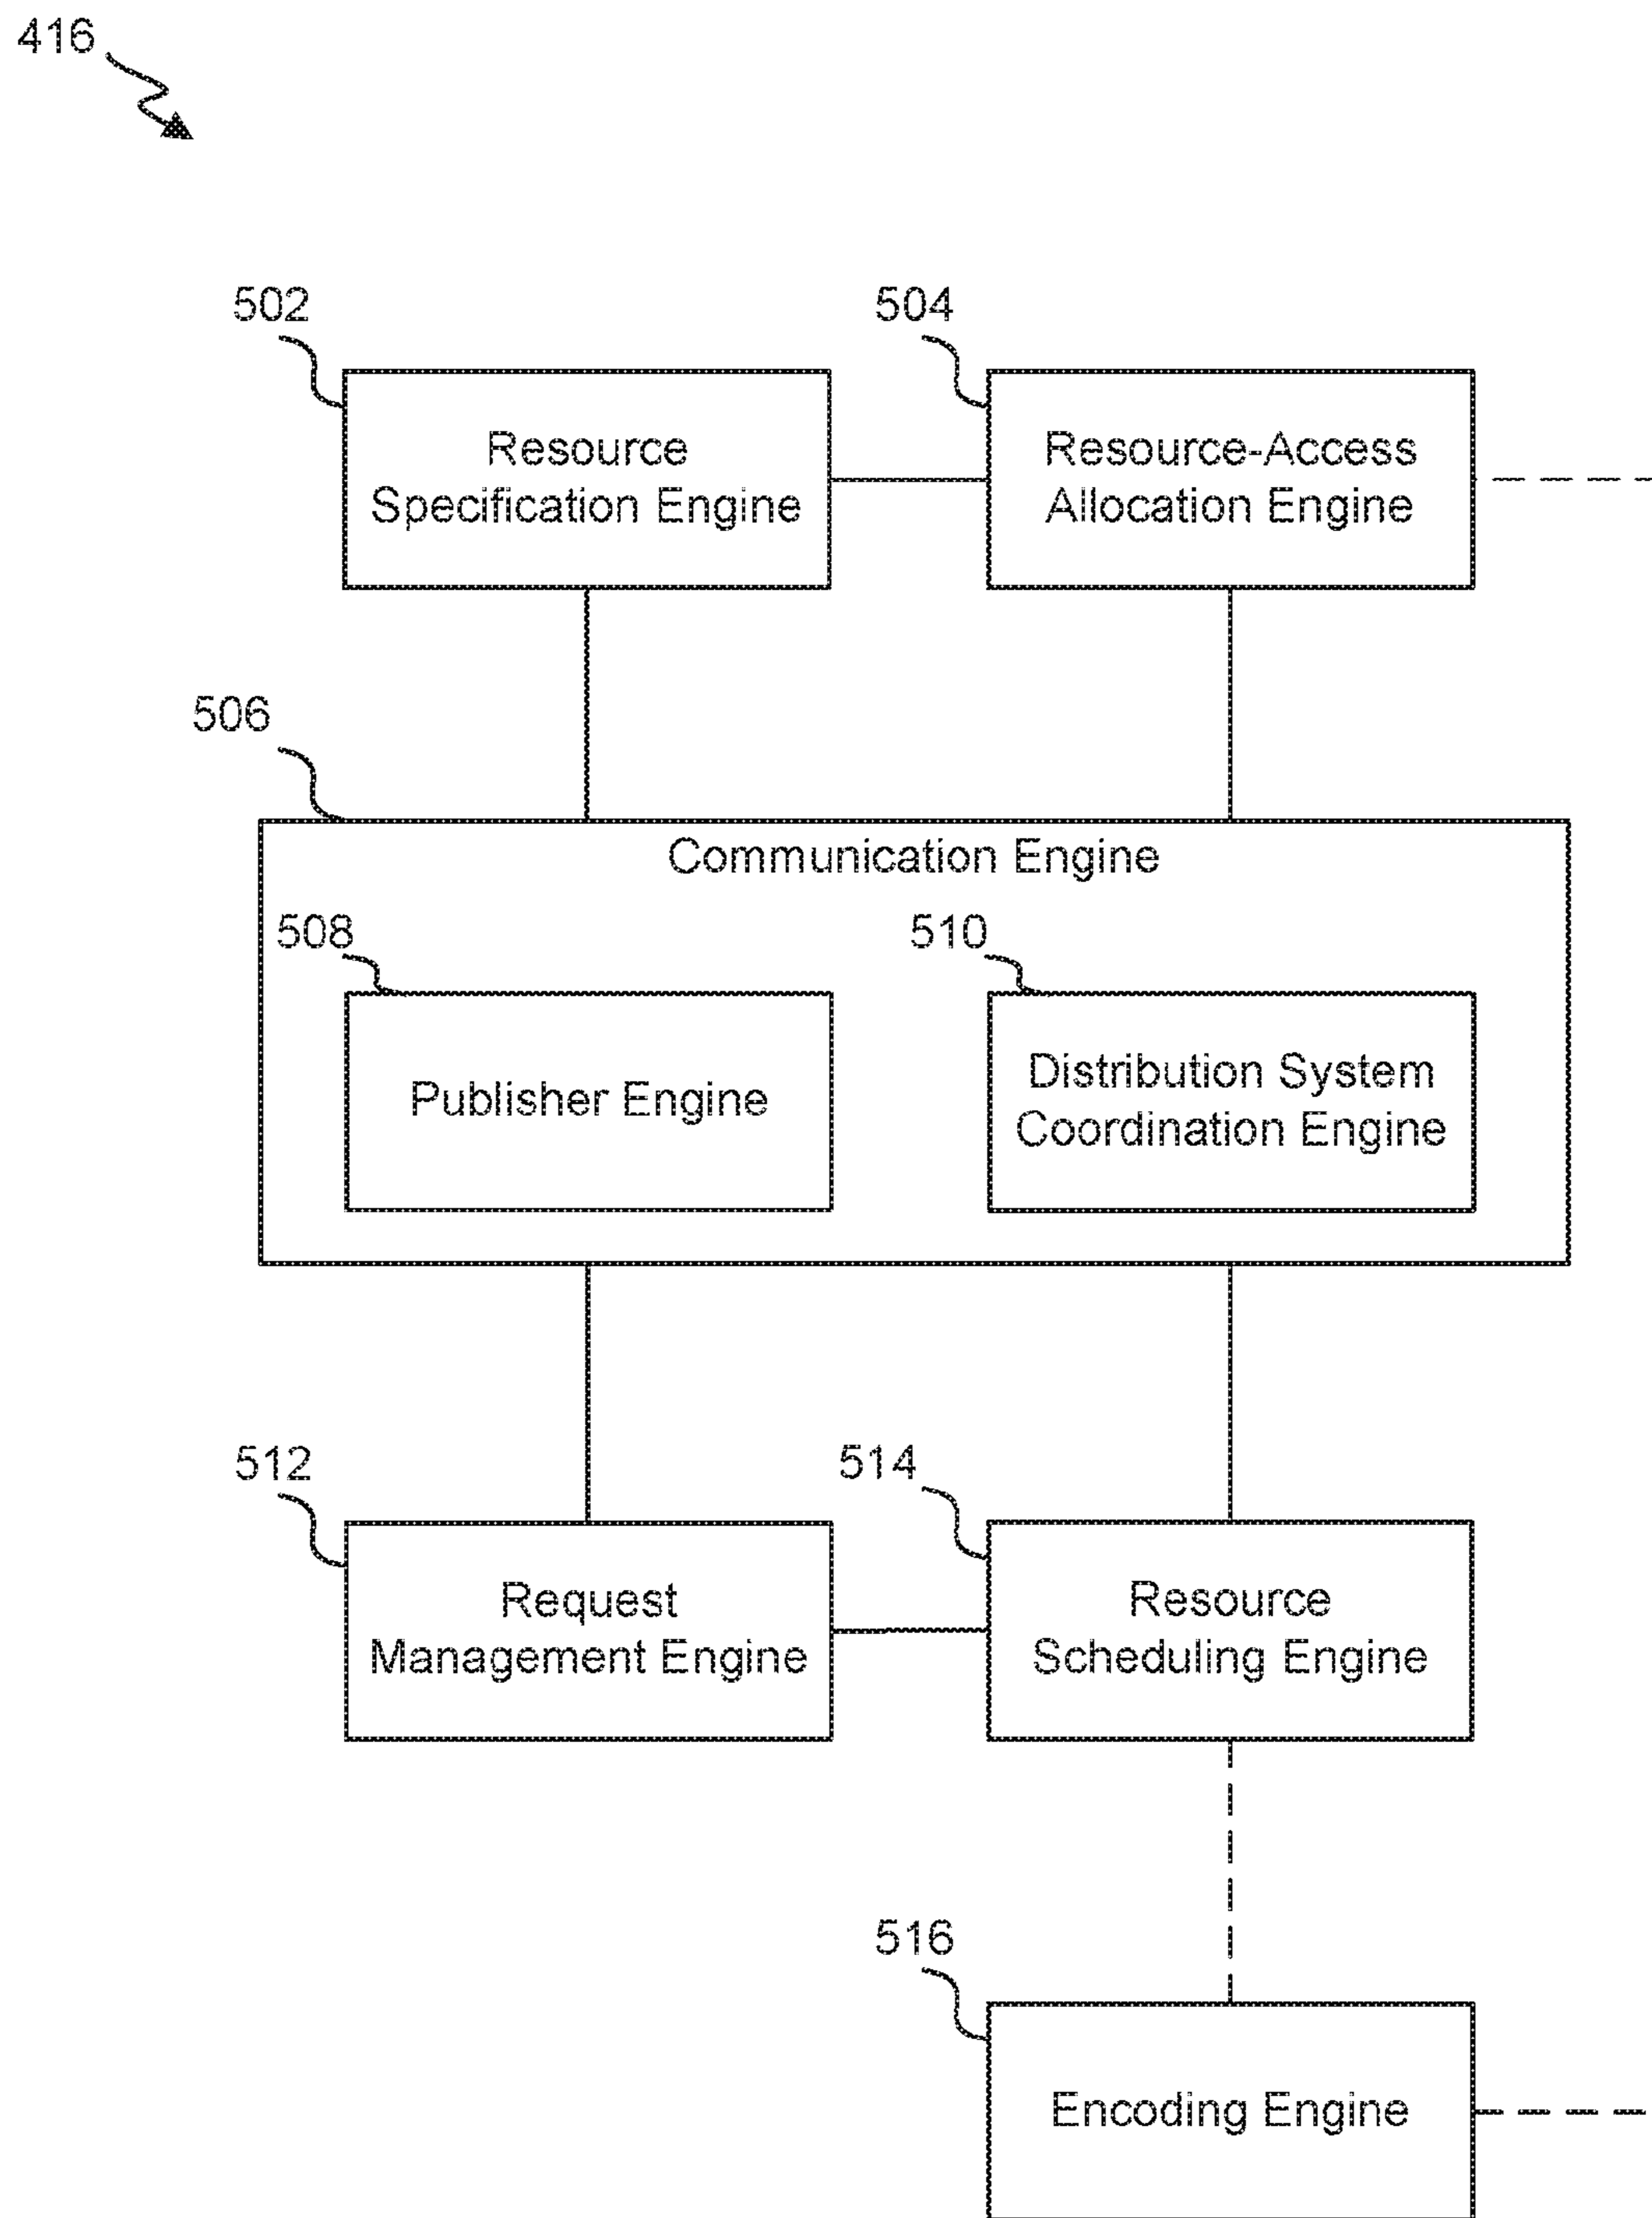 416
502
504
Resource
Specification Engine
Resource-Access
Allocation Engine
506
Communication Engine
508
510
Publisher Engine
Distribution System
Coordination Engine
512
514
Request
Management Engine
Resource
Scheduling Engine
516
Encoding Engine